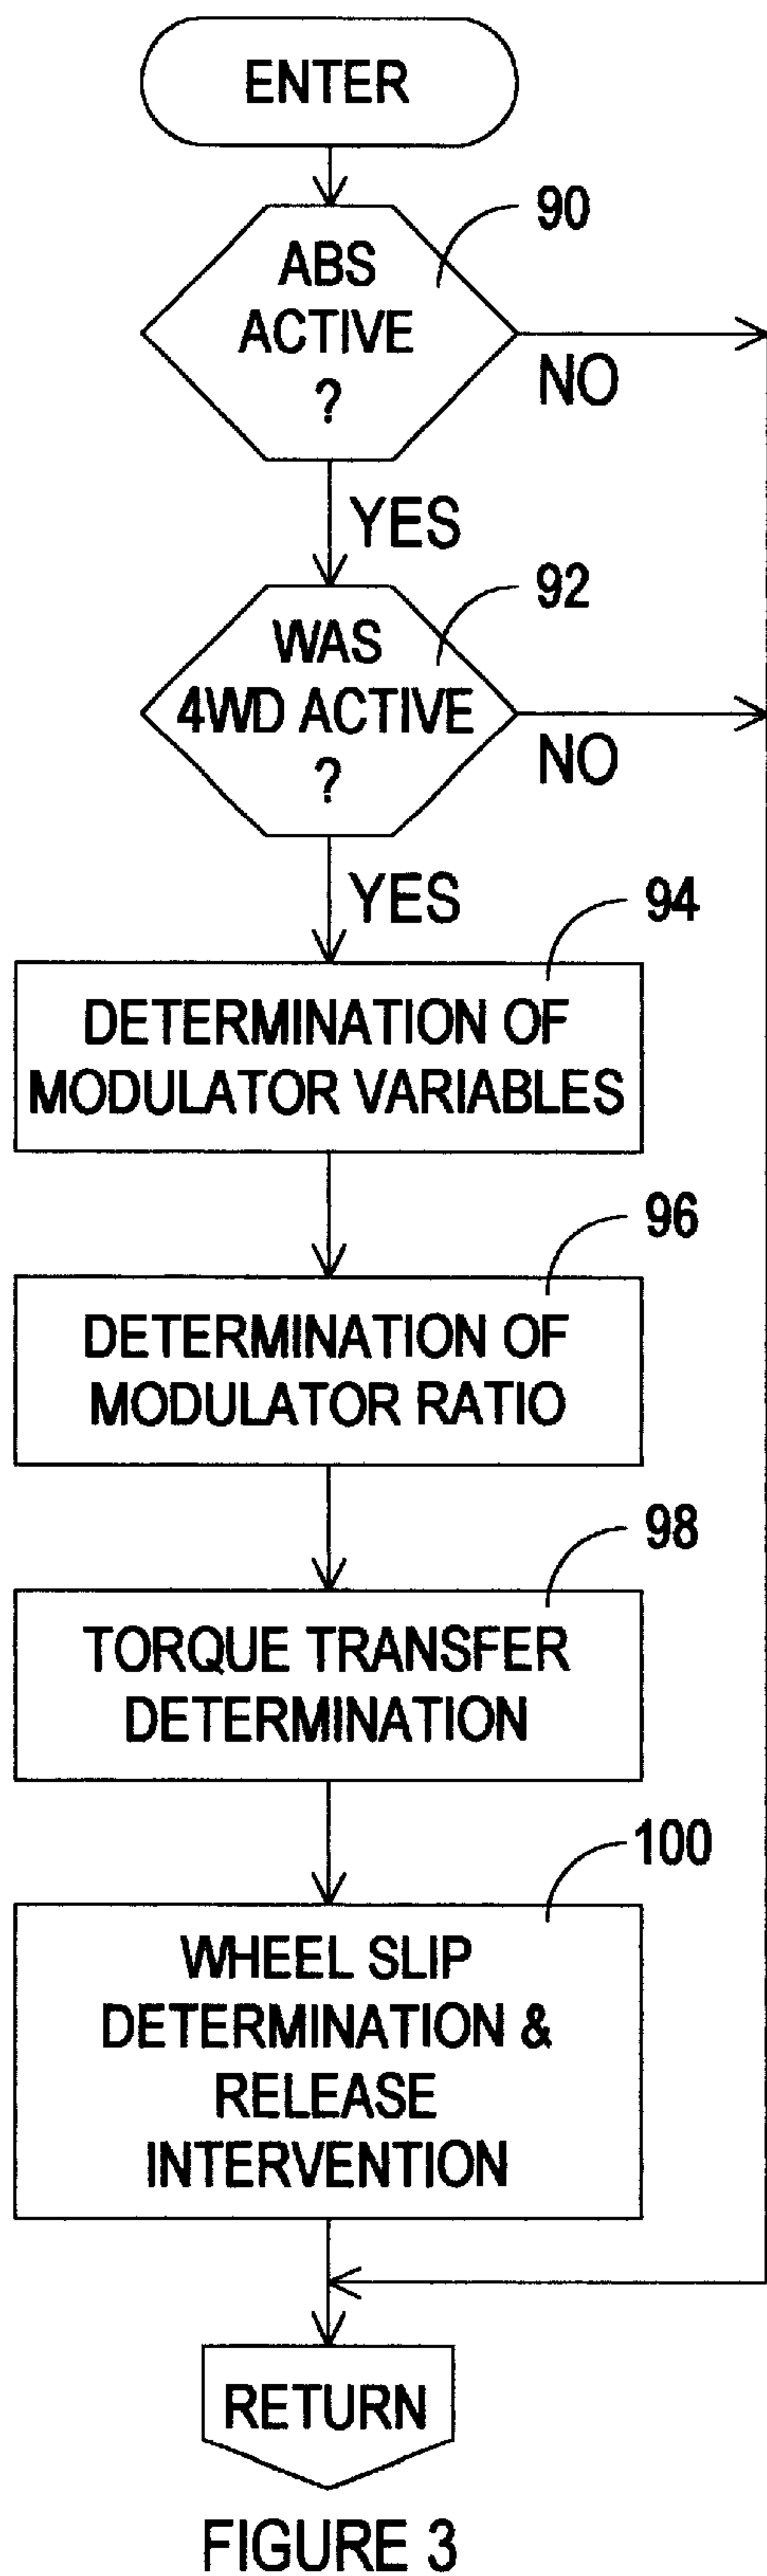 ENTER
90
ABS
ACTIVE
?
NO
YES
92
WAS
4WD ACTIVE
?
NO
YES
94
DETERMINATION OF
MODULATOR VARIABLES
96
DETERMINATION OF
MODULATOR RATIO
98
TORQUE TRANSFER
DETERMINATION
100
WHEEL SLIP
DETERMINATION &
RELEASE
INTERVENTION
RETURN
FIGURE 3